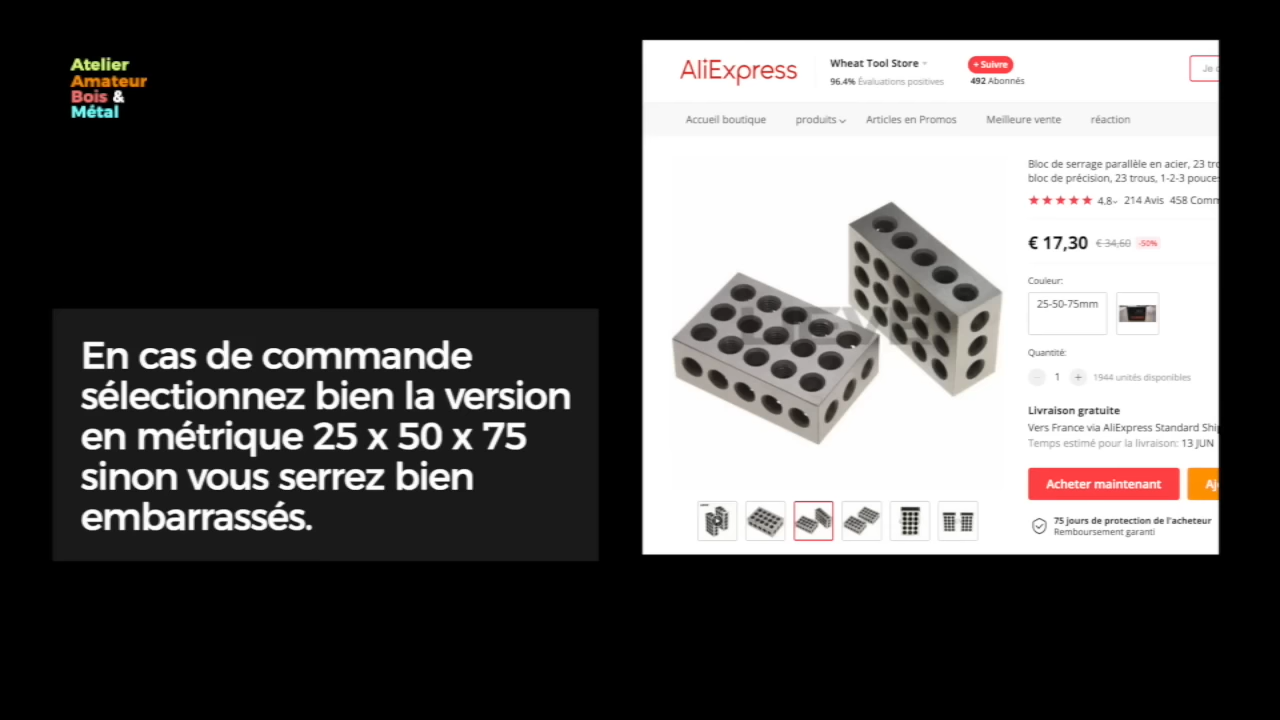 Atelier
Amateur
Bois &
Métal
En cas de commande
sélectionnez bien la version
en métrique 25 x 50 x 75
sinon vous serrez bien
embarrassés.
AliExpress
Wheat Tool Store
96.4% Évaluations positives
+ Suivre
492 Abonnés
Je
Accueil boutique produits Articles en Promos Meilleure vente réaction
Bloc de serrage parallèle en acier, 23
bloc de précision, 23 trous, 1-2-3 pouces
4.8 214 Avis 458
€ 17,30 € 34,60 -50%
Couleur:
25-50-75mm
Quantité:
1 + 1944 unités disponibles
Livraison gratuite
Vers France via AliExpress Standard
Temps estimé pour la livraison: 13 JUN
Acheter maintenant
75 jours de protection de l'acheteur
Remboursement garanti